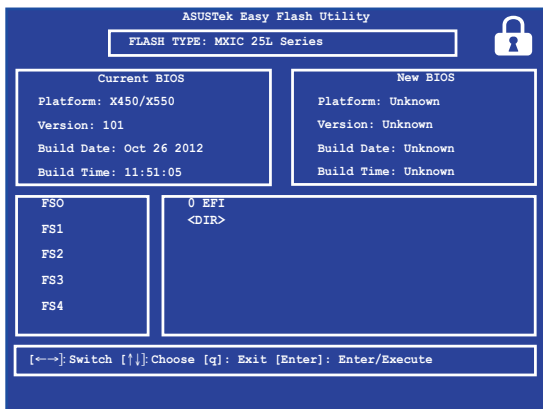 ASUSTek Easy Flash Utility
FLASH TYPE: MXIC 25L Series
Current BIOS
Platform: X450/X550
Version: 101
Build Date: Oct 26 2012
Build Time: 11:51:05
New BIOS
Platform: Unknown
Version: Unknown
Build Date: Unknown
Build Time: Unknown
FSO
FS1
FS2
FS3
FS4
0 EFI
<DIR>
[←→]: Switch [↑↓]: Choose [q]: Exit [Enter]: Enter/Execute